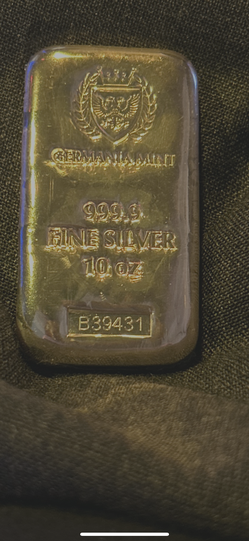 GERMANIA MINT
999.9
FINE SILVER
10 oz
B39431